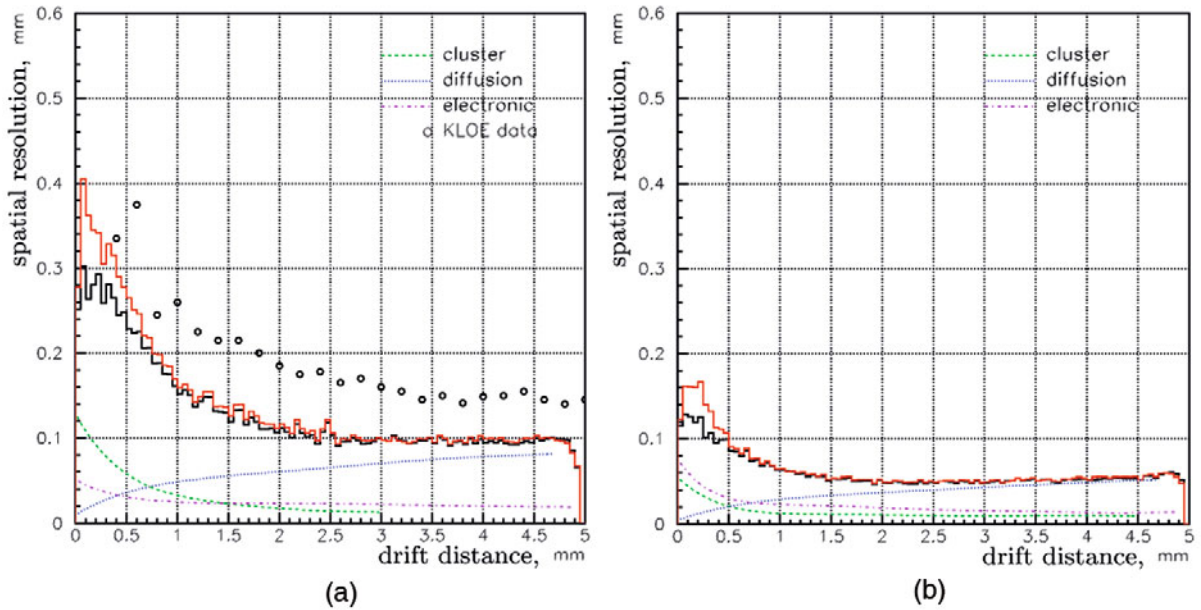 spatial resolution, mm
0.6
0.5
0.4
0.3
0.2
0.1
0
cluster
diffusion
electronic
o KLOE data
0 0.5 1 1.5 2 2.5 3 3.5 4 4.5 5
drift distance, mm
(a)
spatial resolution, mm
0.6
0.5
0.4
0.3
0.2
0.1
0
cluster
diffusion
electronic
0 0.5 1 1.5 2 2.5 3 3.5 4 4.5 5
drift distance, mm
(b)